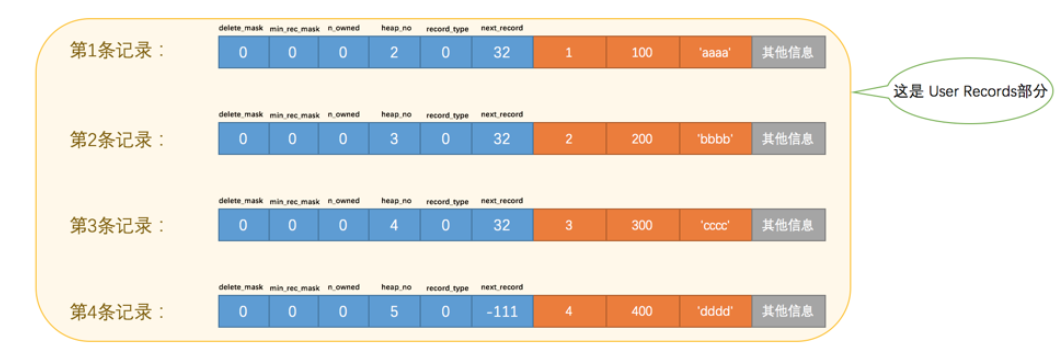 delete_mask min_rec_mask n_owned heap_no record_type next_record
第1条记录： 0 0 0 2 0 32 1 100 'aaaa' 其他信息
这是 User Records部分
delete_mask min_rec_mask n_owned heap_no record_type next_record
第2条记录： 0 0 0 3 0 32 2 200 'bbbb' 其他信息
delete_mask min_rec_mask n_owned heap_no record_type next_record
第3条记录： 0 0 0 4 0 32 3 300 'cccc' 其他信息
delete_mask min_rec_mask n_owned heap_no record_type next_record
第4条记录： 0 0 0 5 0 -111 4 400 'dddd' 其他信息